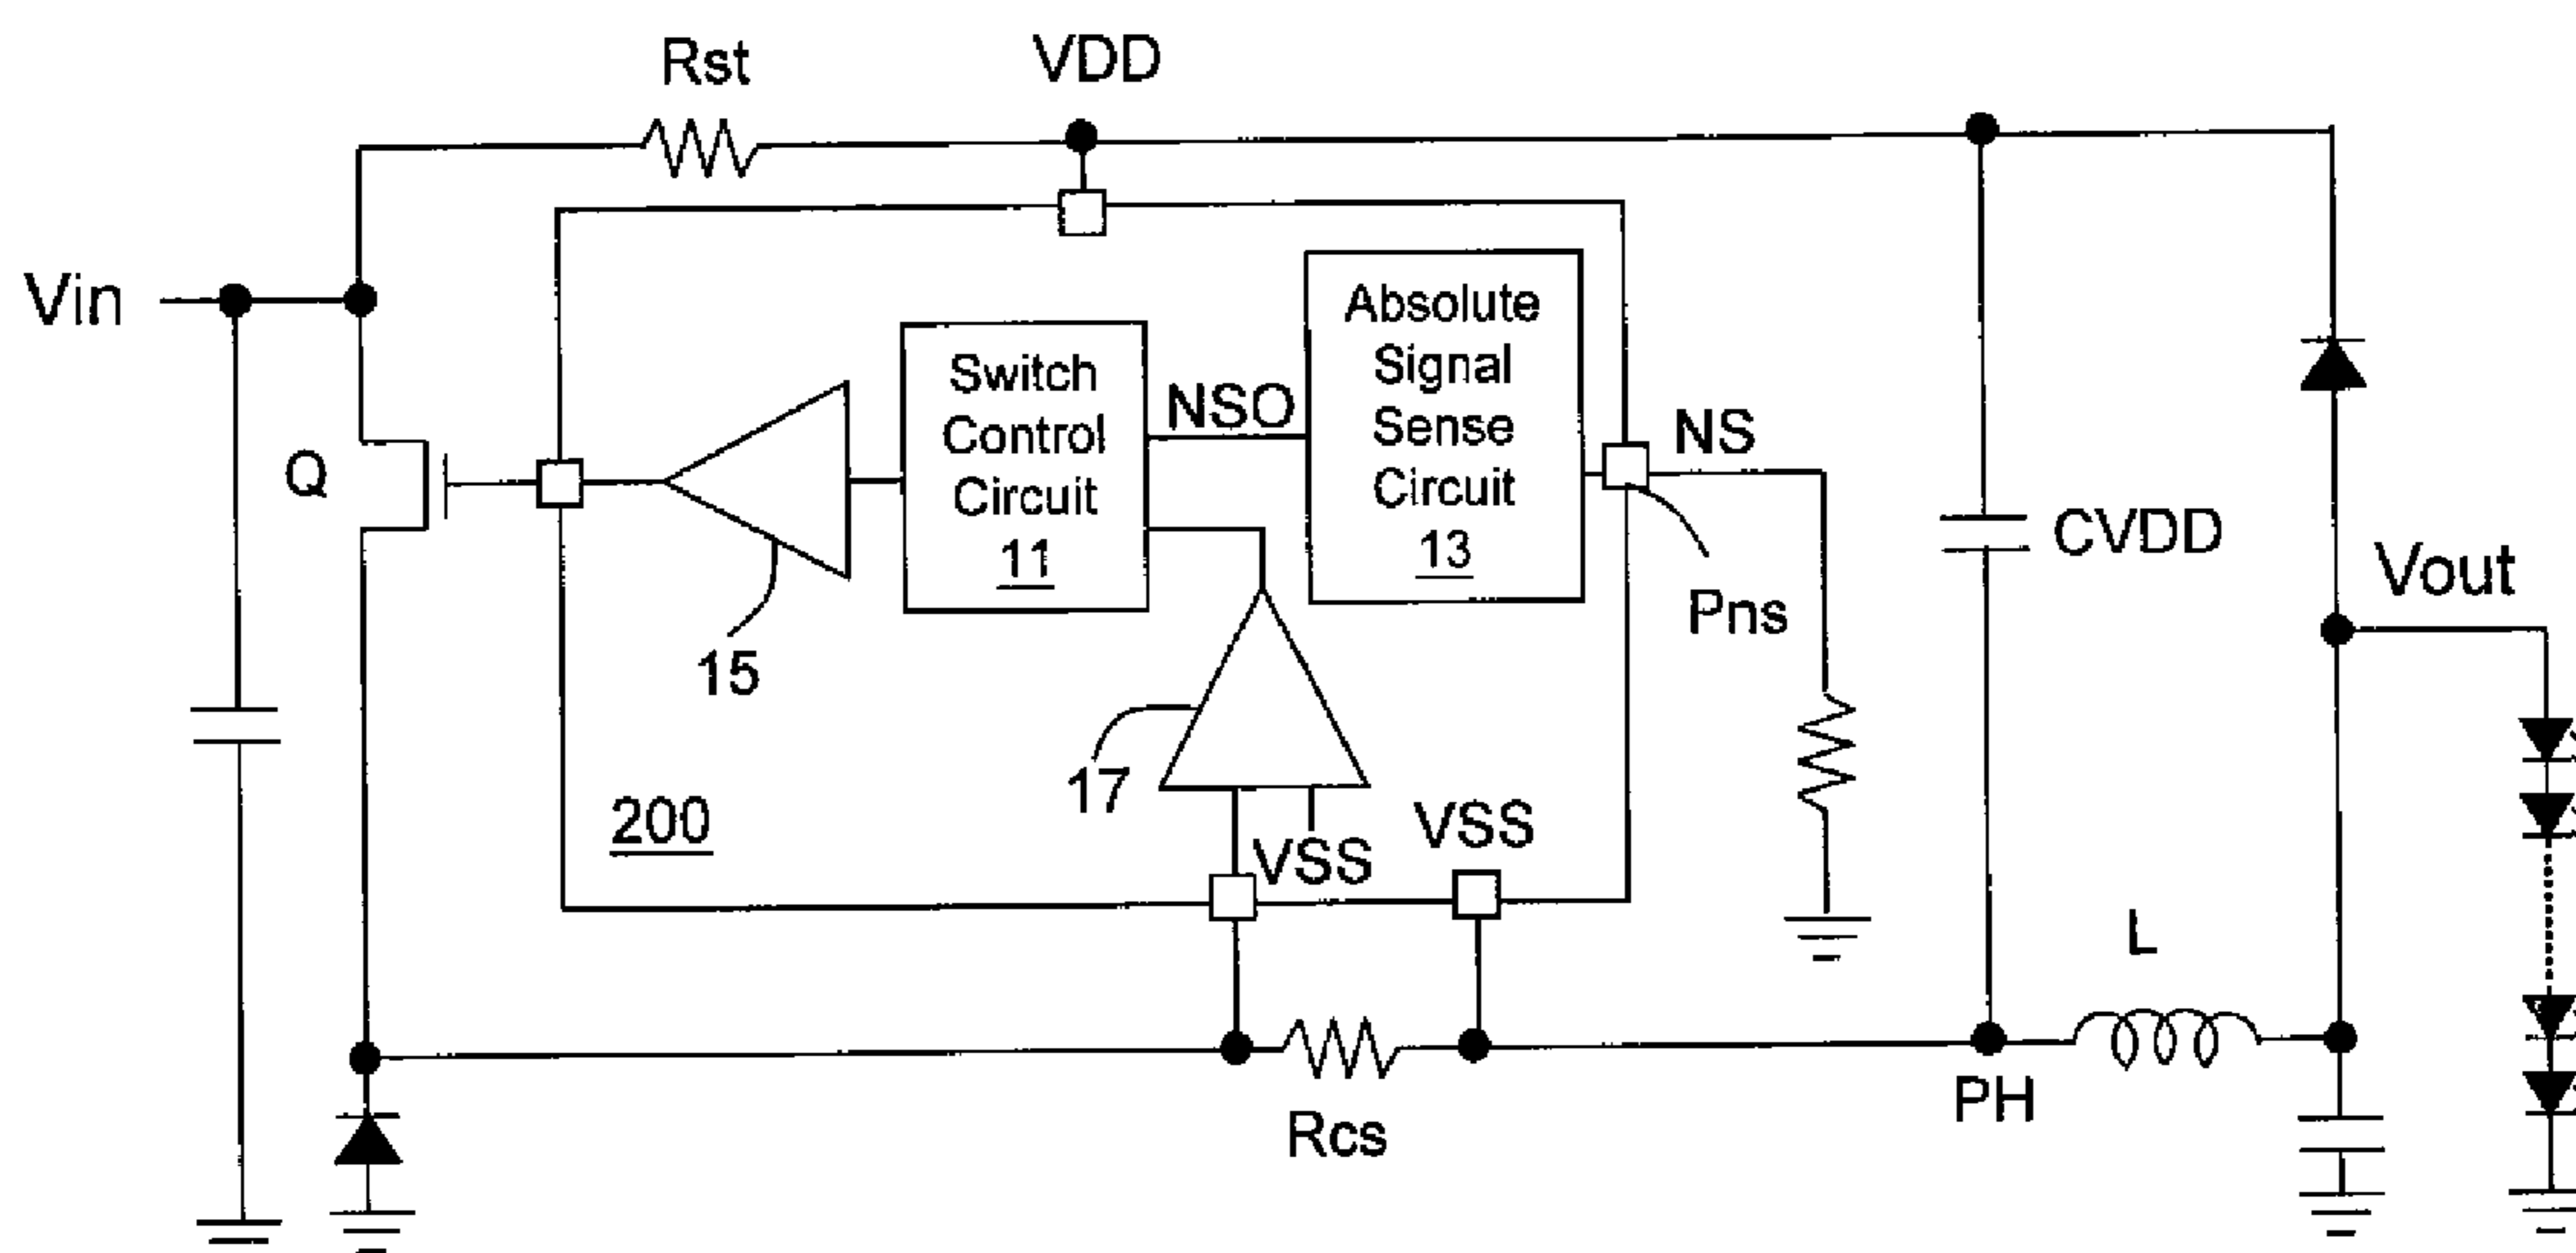 Rst
VDD
Vin
Q
Switch
Control
Circuit
11
NSO
Absolute
Signal
Sense
Circuit
13
NS
Pns
CVDD
Vout
15
17
200
VSS
VSS
L
Rcs
PH